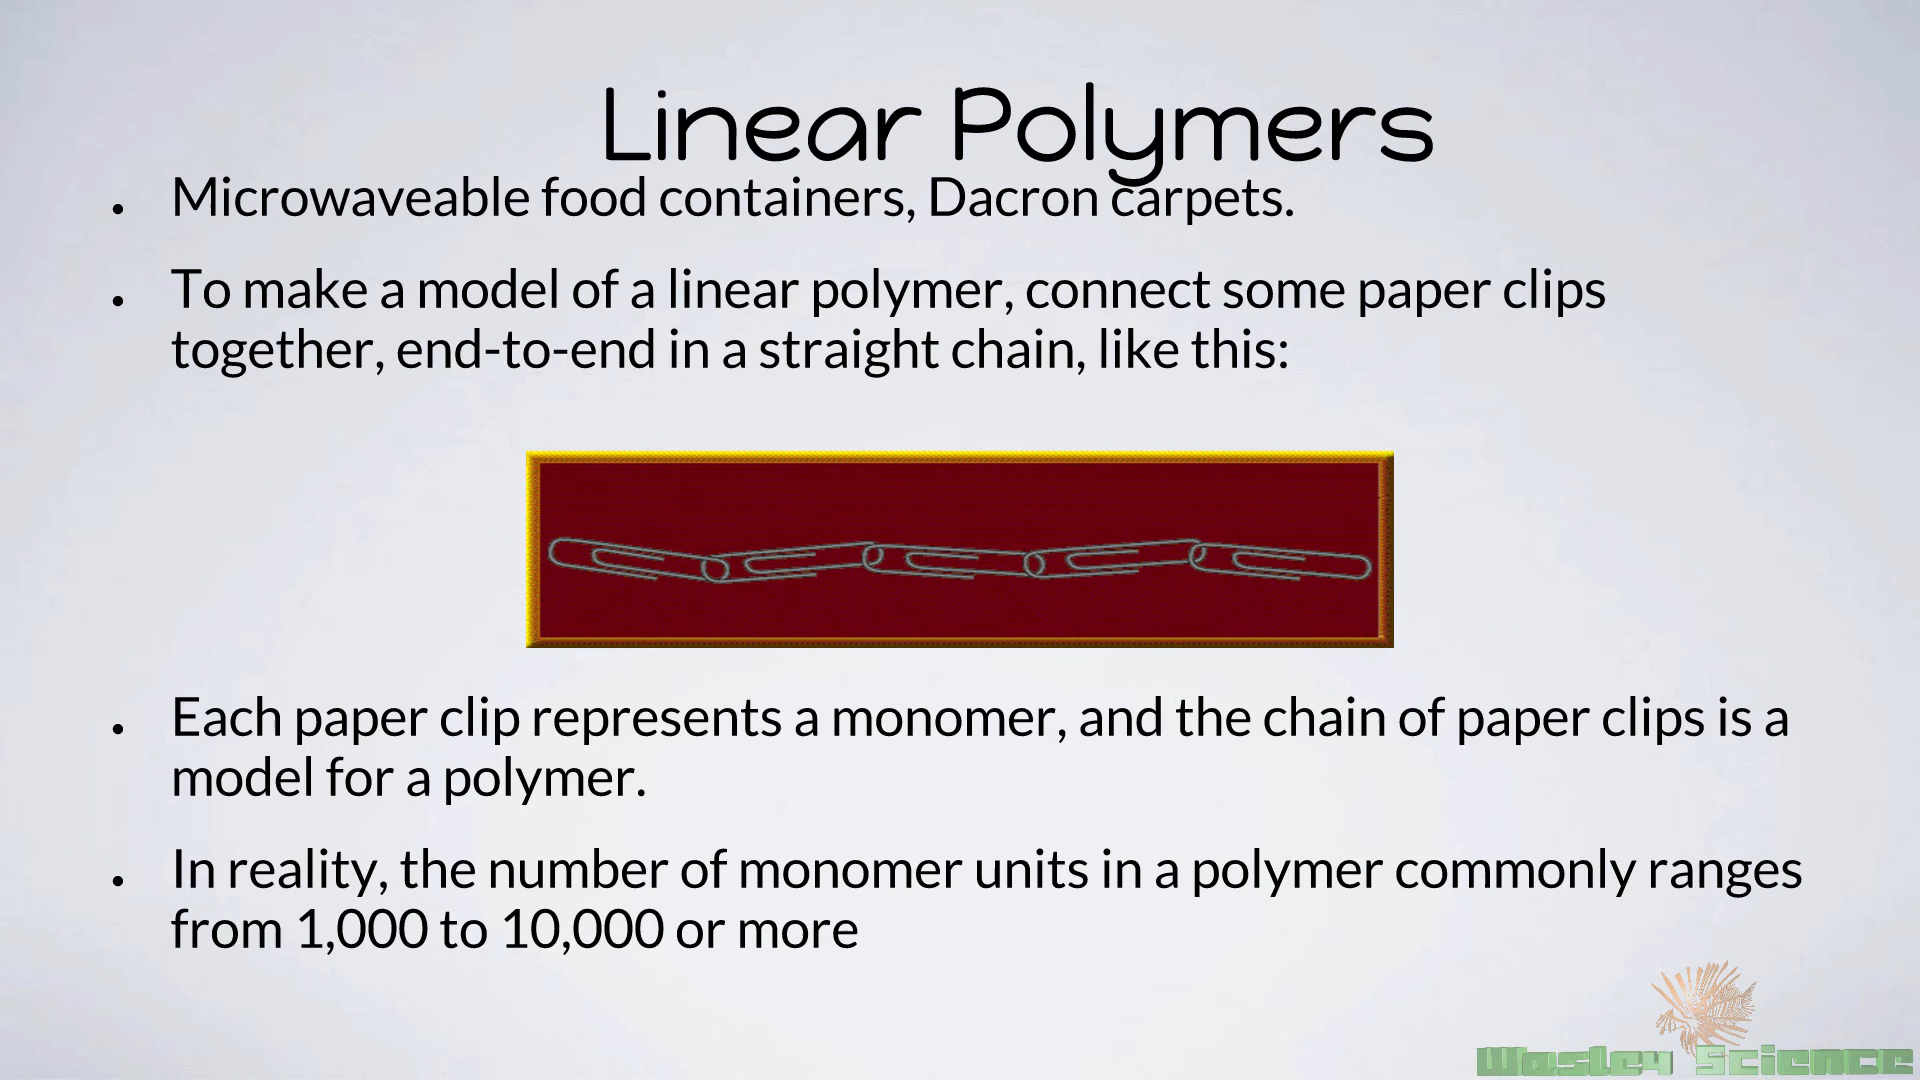 Linear Polymers
Microwaveable food containers, Dacron carpets.
To make a model of a linear polymer, connect some paper clips
together, end-to-end in a straight chain, like this:
Each paper clip represents a monomer, and the chain of paper clips is a
model for a polymer.
In reality, the number of monomer units in a polymer commonly ranges
from 1,000 to 10,000 or more
Wasley Science